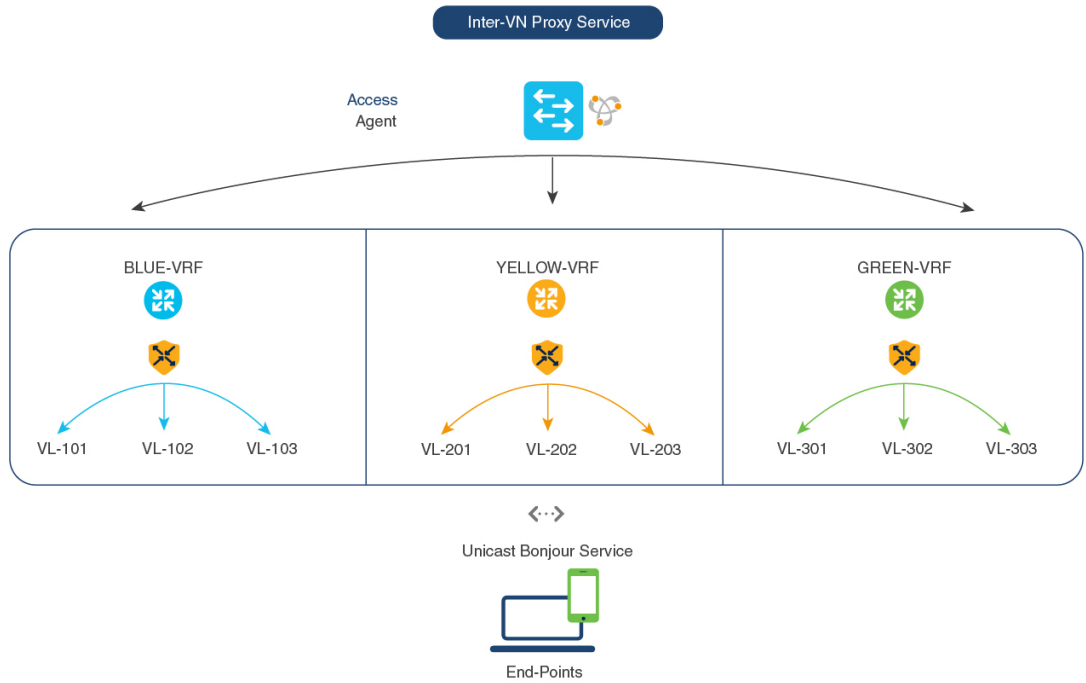 Inter-VN Proxy Service
Access
Agent
BLUE-VRF
YELLOW-VRF
GREEN-VRF
VL-101
VL-102
VL-103
VL-201
VL-202
VL-203
VL-301
VL-302
VL-303
Unicast Bonjour Service
End-Points